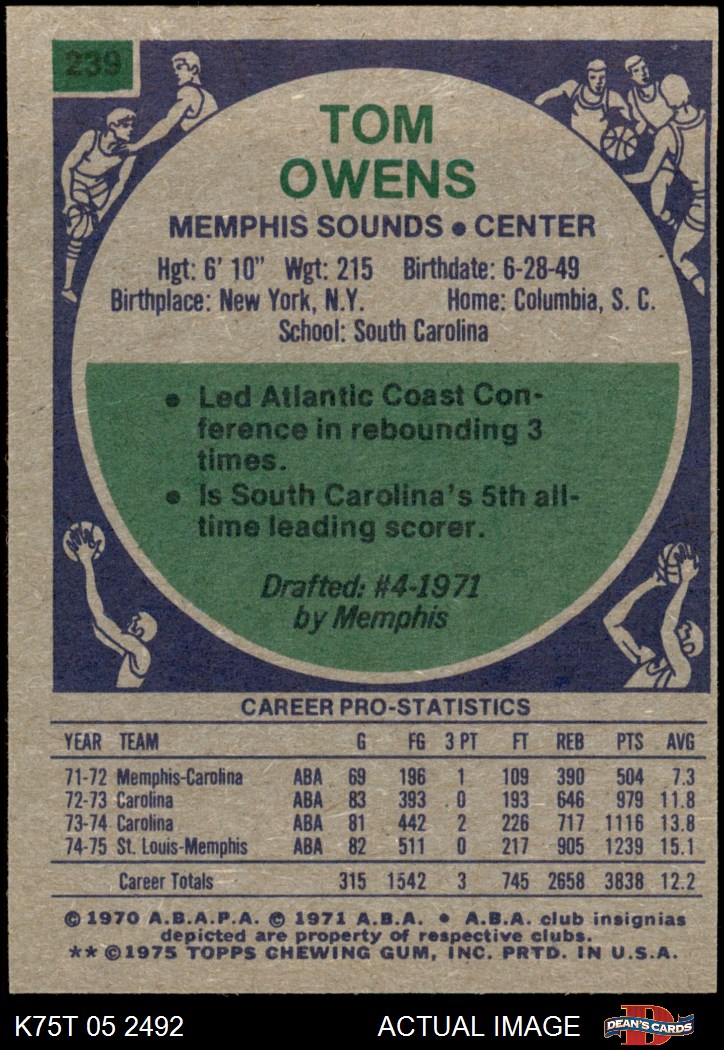 239
TOM
OWENS
MEMPHIS SOUNDS • CENTER
Hgt: 6' 10" Wgt: 215 Birthdate: 6-28-49
Birthplace: New York, N.Y. Home: Columbia, S. C.
School: South Carolina
• Led Atlantic Coast Con-
ference in rebounding 3
times.
• Is South Carolina's 5th all-
time leading scorer.
Drafted: #4-1971
by Memphis
CAREER PRO-STATISTICS
YEAR TEAM G FG 3 PT FT REB PTS AVG
71-72 Memphis-Carolina ABA 69 196 1 109 390 504 7.3
72-73 Carolina ABA 83 393 0 193 646 979 11.8
73-74 Carolina ABA 81 442 2 226 717 1116 13.8
74-75 St. Louis-Memphis ABA 82 511 0 217 905 1239 15.1
Career Totals 315 1542 3 745 2658 3838 12.2
© 1970 A.B.A.P.A. © 1971 A.B.A. • A.B.A. club insignias
depicted are property of respective clubs.
** ©1975 TOPPS CHEWING GUM, INC. PRTD. IN U.S.A.
K75T 05 2492 ACTUAL IMAGE D DEAN'S CARDS